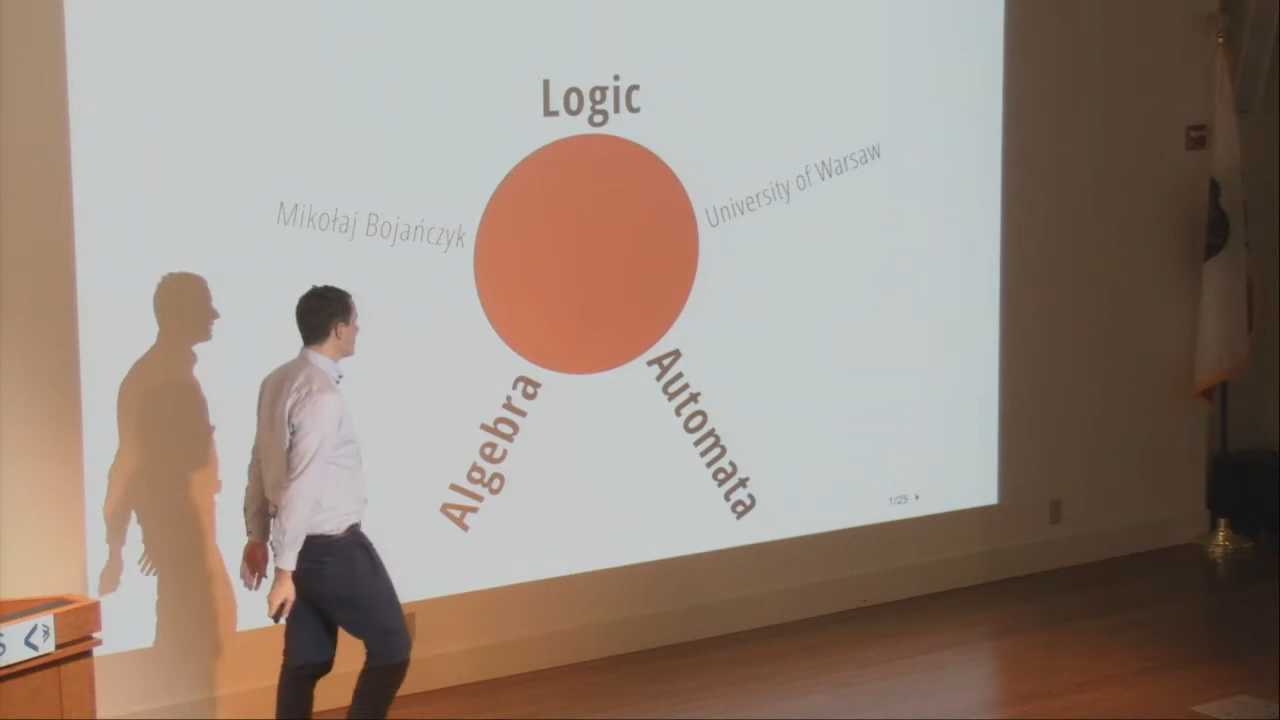 Logic
Mikołaj Bojańczyk
University of Warsaw
Algebra
Automata
1/25